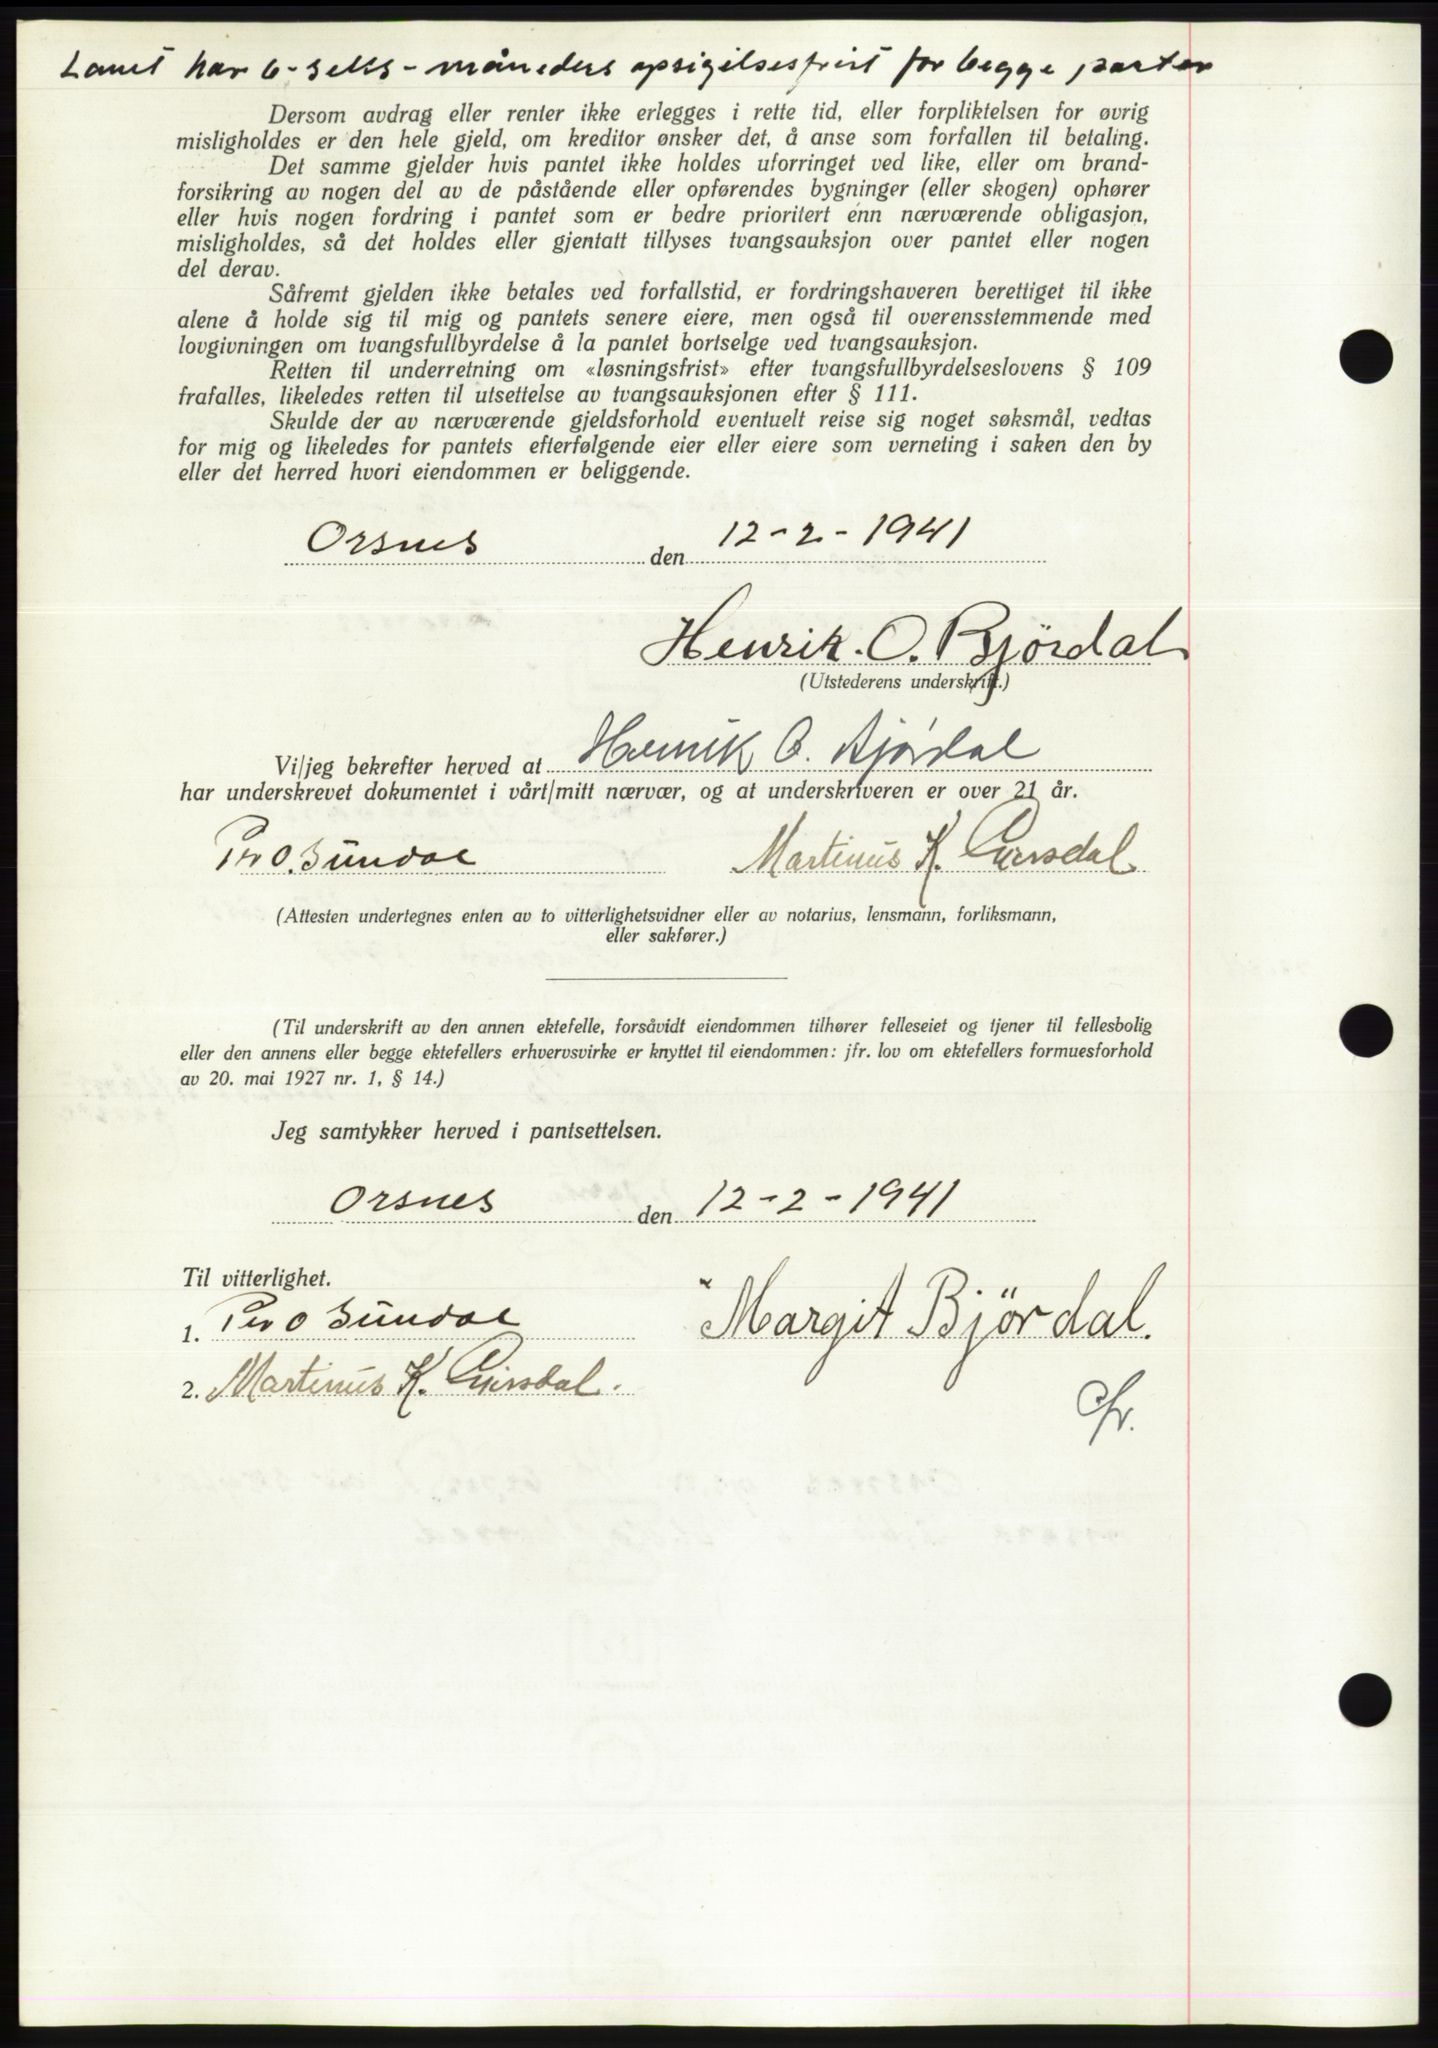 Lånet har 6-seks-måneders opsigelsesfrist for begge parter
Dersom avdrag eller renter ikke erlegges i rette tid, eller forpliktelsen for øvrig
misligholdes er den hele gjeld, om kreditor ønsker det, å anse som forfallen til betaling.
Det samme gjelder hvis pantet ikke holdes uforringet ved like, eller om brand-
forsikring av nogen del av de påstående eller opførendes bygninger (eller skogen) ophører
eller hvis nogen fordring i pantet som er bedre prioritert enn nærværende obligasjon,
misligholdes, så det holdes eller gjentatt tillyses tvangsauksjon over pantet eller nogen
del derav.
Såfremt gjelden ikke betales ved forfallstid, er fordringshaveren berettiget til ikke
alene å holde sig til mig og pantets senere eiere, men også til overensstemmende med
lovgivningen om tvangsfullbyrdelse å la pantet bortselge ved tvangsauksjon.
Retten til underretning om «løsningsfrist» efter tvangsfullbyrdelseslovens § 109
frafalles, likeledes retten til utsettelse av tvangsauksjonen efter § 111.
Skulde der av nærværende gjeldsforhold eventuelt reise sig noget søksmål, vedtas
for mig og likeledes for pantets efterfølgende eier eller eiere som verneting i saken den by
eller det herred hvori eiendommen er beliggende.
Orsnes den 12-2-1941
Henrik. O. Björdal
(Utstederens underskrift.)
Vi/jeg bekrefter herved at Henrik O. Bjørdal
har underskrevet dokumentet i vårt/mitt nærvær, og at underskriveren er over 21 år.
Per O. Sundal Martinus K.
(Attesten undertegnes enten av to vitterlighetsvidner eller av notarius, lensmann, forliksmann,
eller sakfører.)
(Til underskrift av den annen ektefelle, forsåvidt eiendommen tilhører felleseiet og tjener til fellesbolig
eller den annens eller begge ektefellers erhvervsvirke er knyttet til eiendommen: jfr. lov om ektefellers formuesforhold
av 20. mai 1927 nr. 1, § 14.)
Jeg samtykker herved i pantsettelsen.
Orsnes den 12-2-1941
Til vitterlighet.
1. Per O Sundal Margit Björdal.
2. Martinus K.